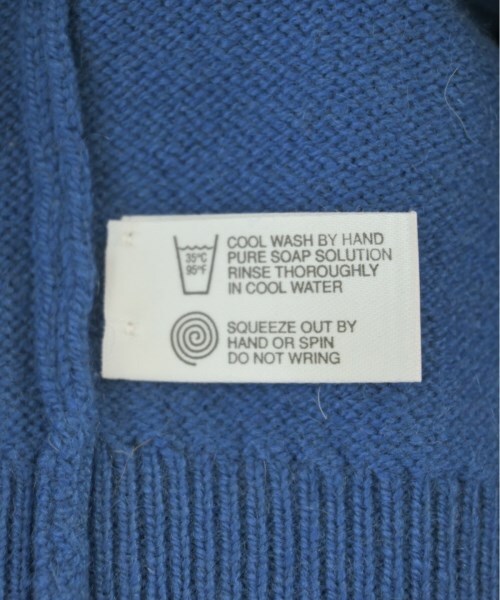 35°C
95°F
COOL WASH BY HAND
PURE SOAP SOLUTION
RINSE THOROUGHLY
IN COOL WATER
SQUEEZE OUT BY
HAND OR SPIN
DO NOT WRING